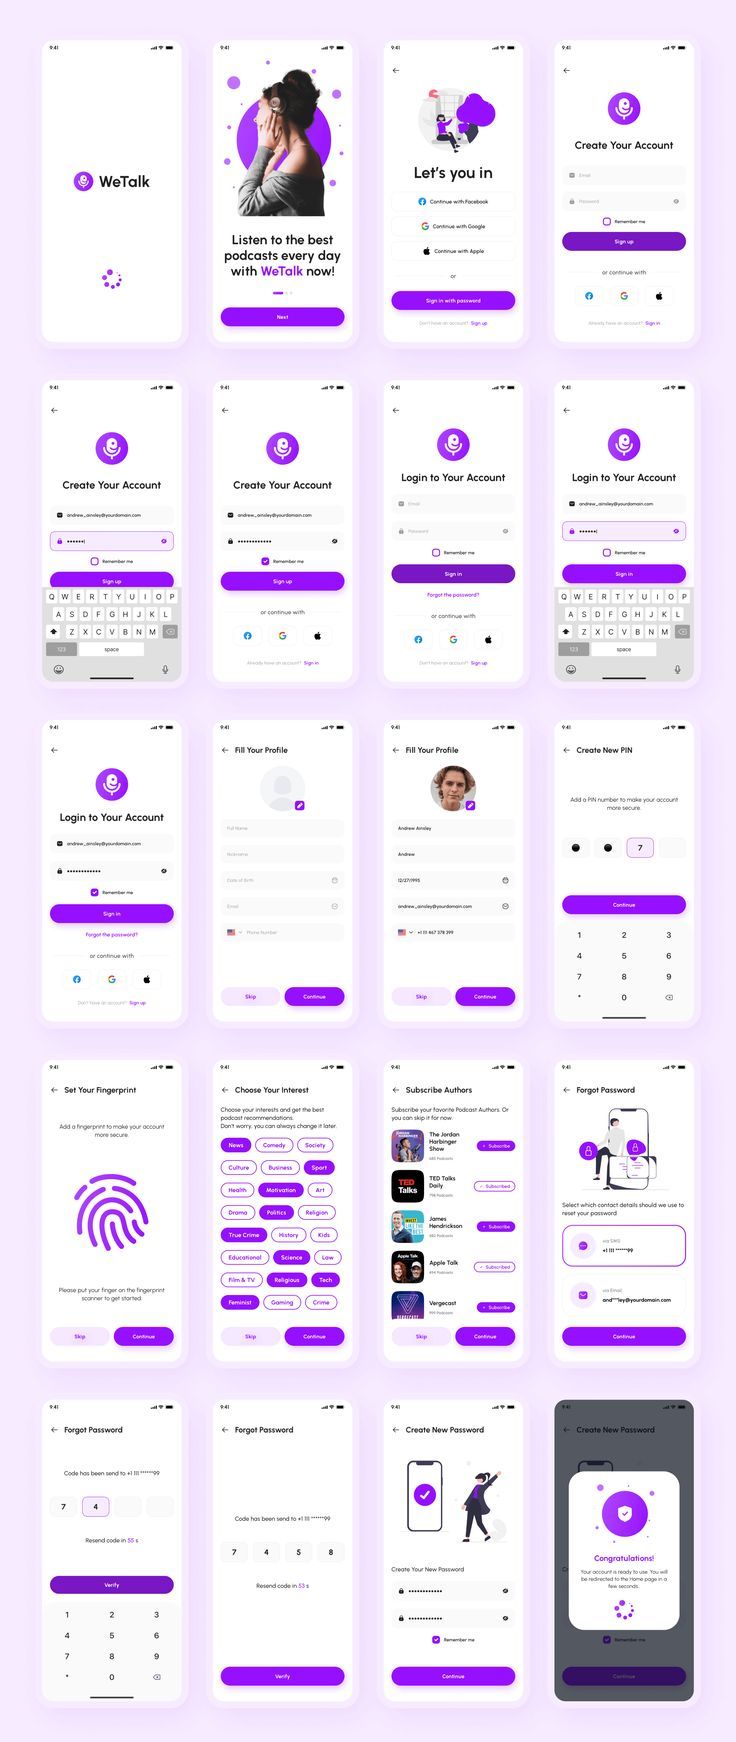 9:41
WeTalk
9:41
Listen to the best
podcasts every day
with WeTalk now!
Next
9:41
Let's you in
Continue with Facebook
Continue with Google
Continue with Apple
or
Sign in with password
Don't have an account? Sign up
9:41
Create Your Account
Email
Password
Remember me
Sign up
or continue with
Already have an account? Sign in
9:41
Create Your Account
andrew_ainsley@yourdomain.com
Remember me
Sign up
Q W E R T Y U I O P
A S D F G H J K L
Z X C V B N M
123 space
9:41
Create Your Account
andrew_ainsley@yourdomain.com
Remember me
Sign up
or continue with
Already have an account? Sign in
9:41
Login to Your Account
Email
Password
Remember me
Sign in
Forgot the password?
or continue with
Don't have an account? Sign up
9:41
Login to Your Account
andrew_ainsley@yourdomain.com
Remember me
Sign in
Q W E R T Y U I O P
A S D F G H J K L
Z X C V B N M
123 space
9:41
Login to Your Account
andrew_ainsley@yourdomain.com
Remember me
Sign in
Forgot the password?
or continue with
Don't have an account? Sign up
9:41
Fill Your Profile
Full Name
Nickname
Date of Birth
Email
Phone Number
Skip
Continue
9:41
Fill Your Profile
Andrew Ainsley
Andrew
12/27/1995
andrew_ainsley@yourdomain.com
+1 111 467 378 399
Skip
Continue
9:41
Create New PIN
Add a PIN number to make your account
more secure.
7
Continue
1 2 3
4 5 6
7 8 9
* 0
9:41
Set Your Fingerprint
Add a fingerprint to make your account
more secure.
Please put your finger on the fingerprint
scanner to get started.
Skip
Continue
9:41
Choose Your Interest
Choose your interests and get the best
podcast recommendations.
Don't worry, you can always change it later.
News Comedy Society
Culture Business Sport
Health Motivation Art
Drama Politics Religion
True Crime History Kids
Educational Science Law
Film & TV Religious Tech
Feminist Gaming Crime
Skip
Continue
9:41
Subscribe Authors
Subscribe your favorite Podcast Authors. Or
you can skip it for now.
The Jordan
Harbinger
Show
Subscribe
TED
Talks
TED Talks
Daily
Subscribed
James
Hendrickson
Subscribe
Apple Talk
Apple Talk
Subscribed
Vergecast
Subscribe
Skip
Continue
9:41
Forgot Password
Select which contact details should we use to
reset your password
via SMS:
+1 111 ******99
via Email:
and***ley@yourdomain.com
Continue
9:41
Forgot Password
Code has been send to +1 111 ******99
7 4
Resend code in 55 s
Verify
1 2 3
4 5 6
7 8 9
* 0
9:41
Forgot Password
Code has been send to +1 111 ******99
7 4 5 8
Resend code in 53 s
Verify
9:41
Create New Password
Create Your New Password
Remember me
Continue
9:41
Create New Password
Congratulations!
Your account is ready to use. You will
be redirected to the Home page in a
few seconds.
Remember me
Continue